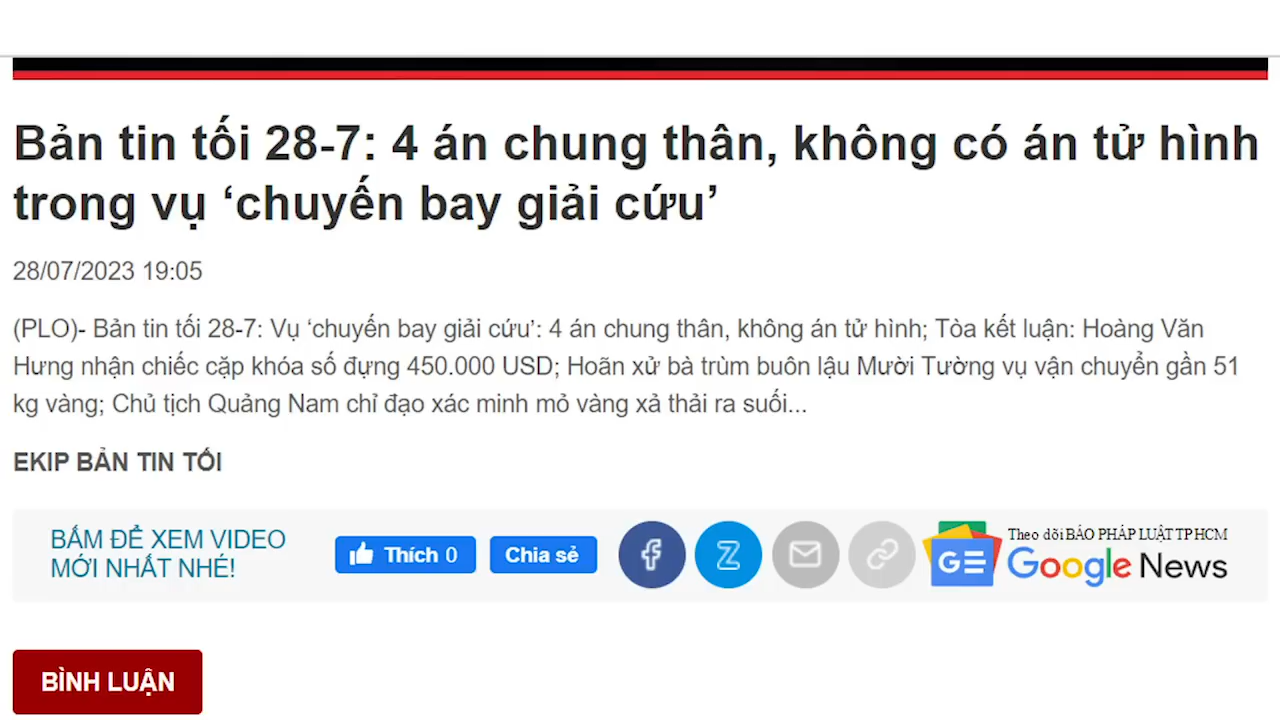 Bản tin tối 28-7: 4 án chung thân, không có án tử hình
trong vụ ‘chuyến bay giải cứu’
28/07/2023 19:05
(PLO)- Bản tin tối 28-7: Vụ ‘chuyến bay giải cứu’: 4 án chung thân, không án tử hình; Tòa kết luận: Hoàng Văn
Hưng nhận chiếc cặp khóa số đựng 450.000 USD; Hoãn xử bà trùm buôn lậu Mười Tường vụ vận chuyển gần 51
kg vàng; Chủ tịch Quảng Nam chỉ đạo xác minh mỏ vàng xả thải ra suối...
EKIP BẢN TIN TỐI
BẤM ĐỂ XEM VIDEO
MỚI NHẤT NHÉ!
Thích 0
Chia sẻ
Theo dõi BÁO PHÁP LUẬT TPHCM
Google News
BÌNH LUẬN